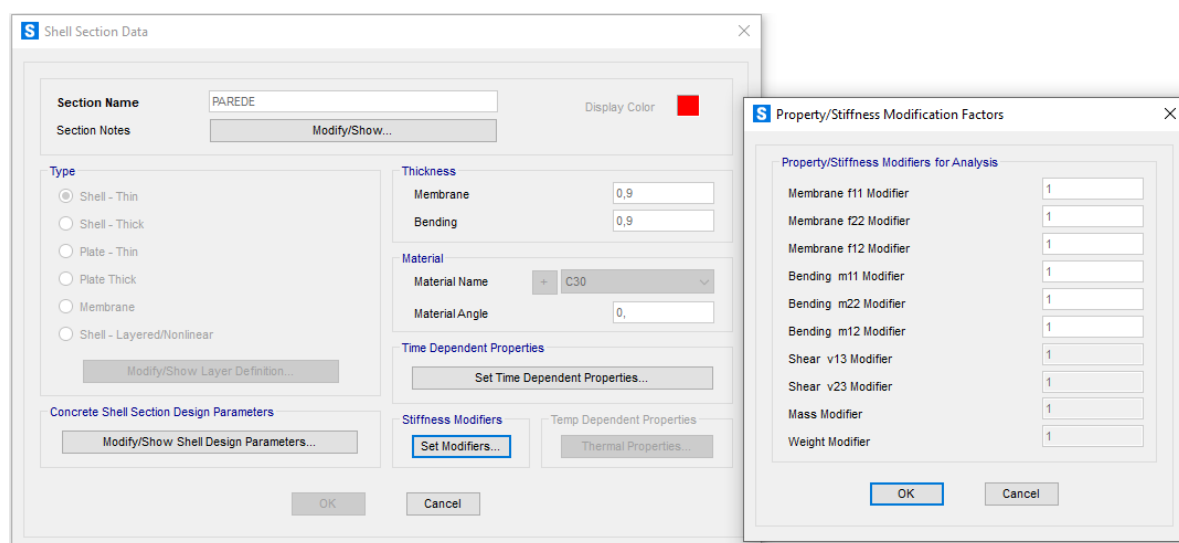 S Shell Section Data
Section Name PAREDE Display Color
Section Notes Modify/Show...
Type
Shell - Thin
Shell - Thick
Plate - Thin
Plate Thick
Membrane
Shell - Layered/Nonlinear
Modify/Show Layer Definition...
Concrete Shell Section Design Parameters
Modify/Show Shell Design Parameters...
Thickness
Membrane 0,9
Bending 0,9
Material
Material Name + C30
Material Angle 0,
Time Dependent Properties
Set Time Dependent Properties...
Stiffness Modifiers
Set Modifiers...
Temp Dependent Properties
Thermal Properties...
OK Cancel
S Property/Stiffness Modification Factors
Property/Stiffness Modifiers for Analysis
Membrane f11 Modifier 1
Membrane f22 Modifier 1
Membrane f12 Modifier 1
Bending m11 Modifier 1
Bending m22 Modifier 1
Bending m12 Modifier 1
Shear v13 Modifier 1
Shear v23 Modifier 1
Mass Modifier 1
Weight Modifier 1
OK Cancel